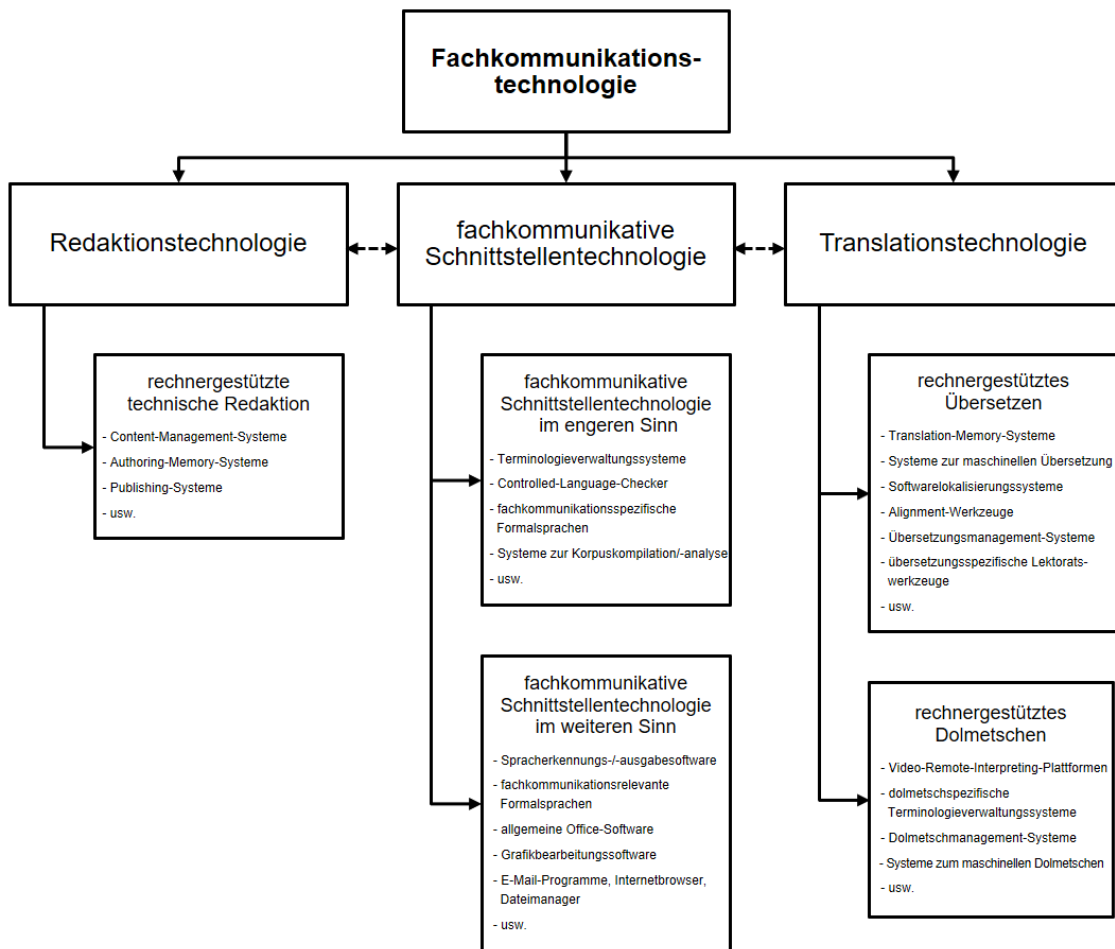 Fachkommunikations-
technologie
Redaktionstechnologie
fachkommunikative
Schnittstellentechnologie
Translationstechnologie
rechnergestützte
technische Redaktion
- Content-Management-Systeme
- Authoring-Memory-Systeme
- Publishing-Systeme
- usw.
fachkommunikative
Schnittstellentechnologie
im engeren Sinn
- Terminologieverwaltungssysteme
- Controlled-Language-Checker
- fachkommunikationsspezifische
Formalsprachen
- Systeme zur Korpuskompilation/-analyse
- usw.
fachkommunikative
Schnittstellentechnologie
im weiteren Sinn
- Spracherkennungs-/-ausgabesoftware
- fachkommunikationsrelevante
Formalsprachen
- allgemeine Office-Software
- Grafikbearbeitungssoftware
- E-Mail-Programme, Internetbrowser,
Dateimanager
- usw.
rechnergestütztes
Übersetzen
- Translation-Memory-Systeme
- Systeme zur maschinellen Übersetzung
- Softwarelokalisierungssysteme
- Alignment-Werkzeuge
- Übersetzungsmanagement-Systeme
- übersetzungsspezifische Lektorats-
werkzeuge
- usw.
rechnergestütztes
Dolmetschen
- Video-Remote-Interpreting-Plattformen
- dolmetschspezifische
Terminologieverwaltungssysteme
- Dolmetschmanagement-Systeme
- Systeme zum maschinellen Dolmetschen
- usw.